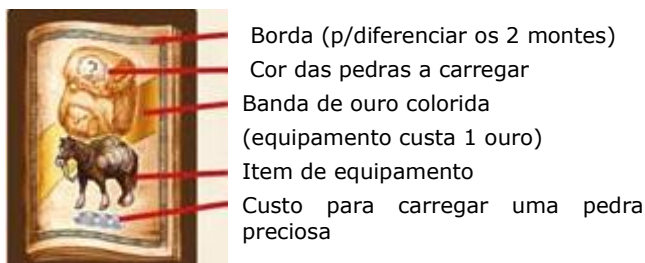 Borda (p/diferenciar os 2 montes)
Cor das pedras a carregar
Banda de ouro colorida
(equipamento custa 1 ouro)
Item de equipamento
Custo para carregar uma pedra
preciosa
?